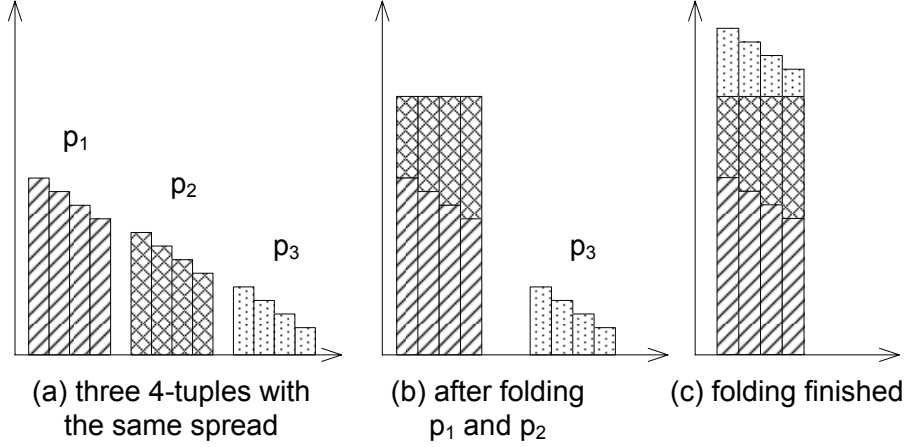 p₁
p₂
p₃
(a) three 4-tuples with
the same spread
p₃
(b) after folding
p₁ and p₂
(c) folding finished